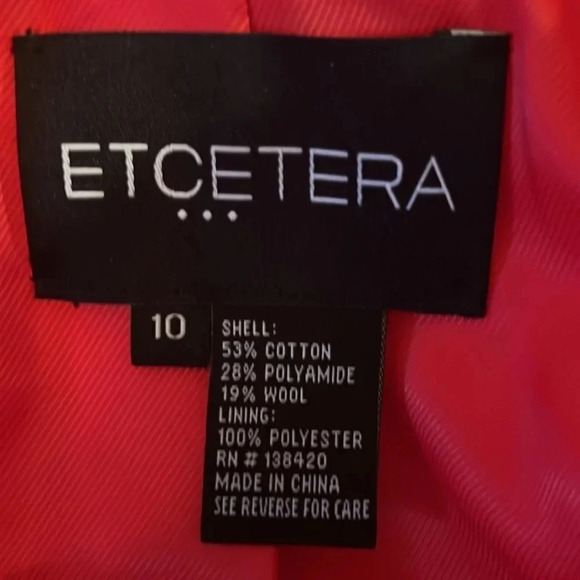 ETCETERA
•••
10
SHELL:
53% COTTON
28% POLYAMIDE
19% WOOL
LINING:
100% POLYESTER
RN # 138420
MADE IN CHINA
SEE REVERSE FOR CARE